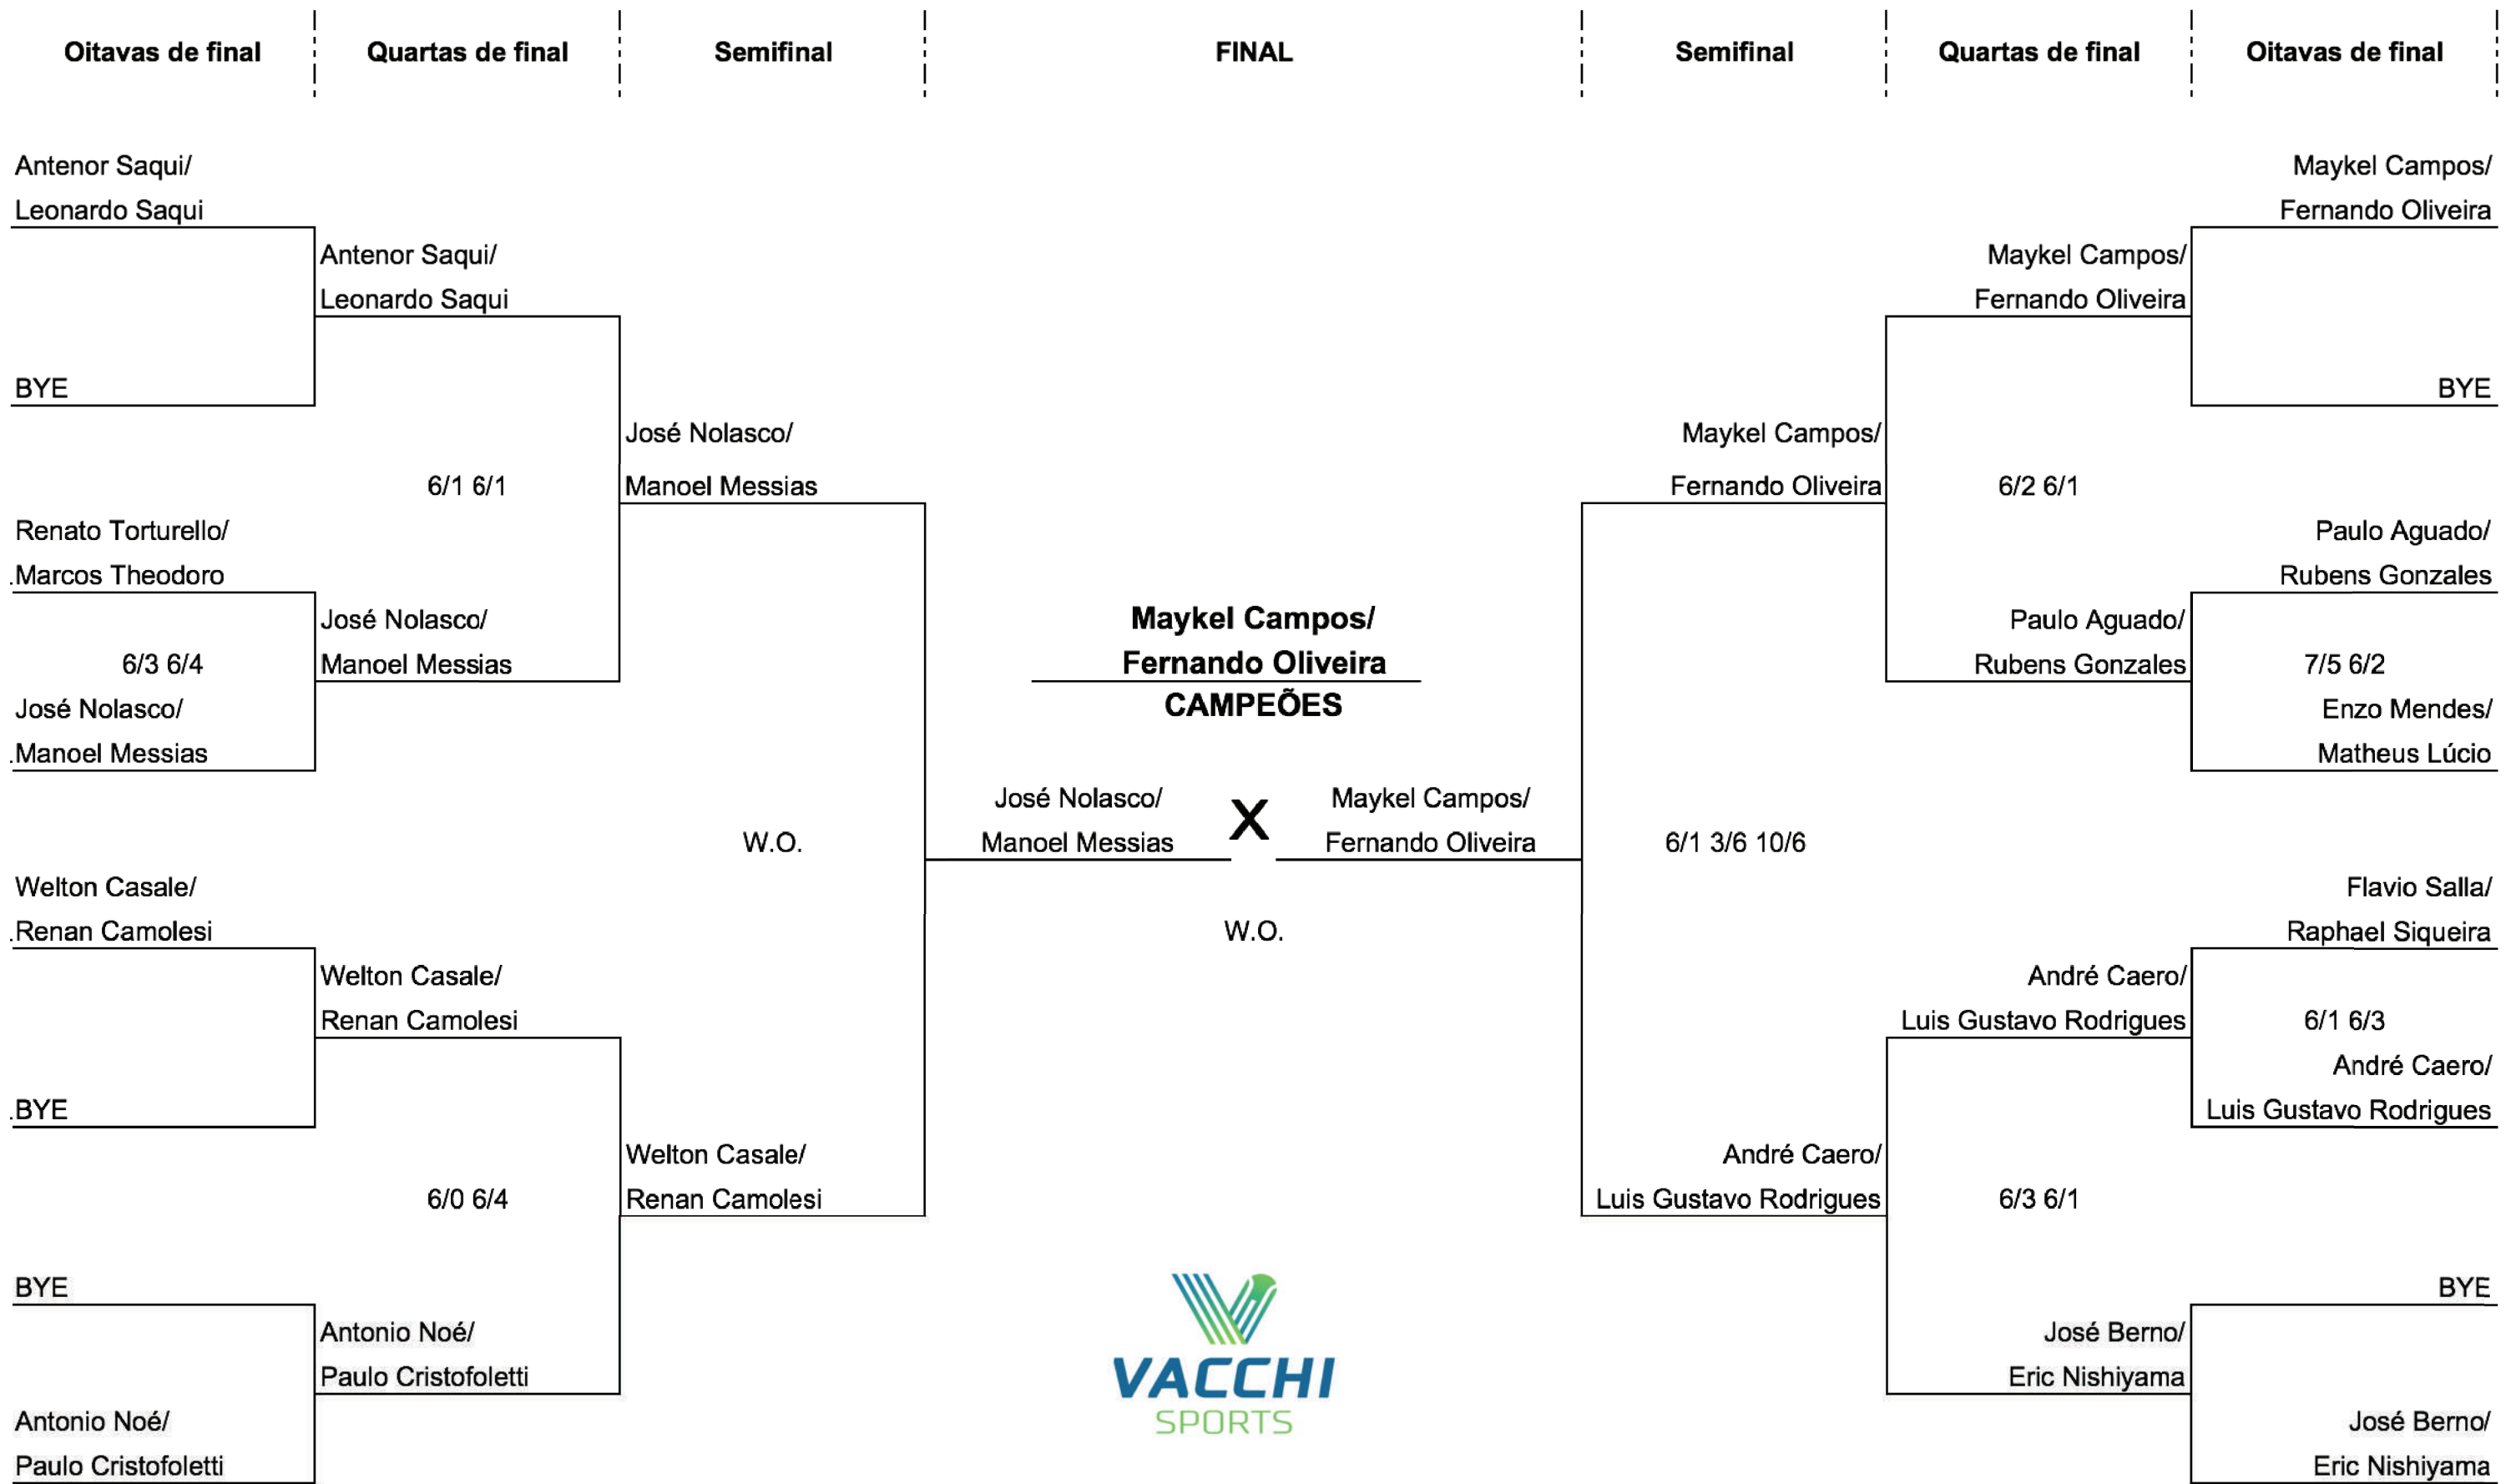 Oitavas de final
Quartas de final
Semifinal
FINAL
Semifinal
Quartas de final
Oitavas de final
Antenor Saqui/
Leonardo Saqui
BYE
Renato Torturello/
.Marcos Theodoro
6/3 6/4
José Nolasco/
.Manoel Messias
Welton Casale/
.Renan Camolesi
.BYE
BYE
Antonio Noé/
Paulo Cristofoletti
Antenor Saqui/
Leonardo Saqui
6/1 6/1
José Nolasco/
Manoel Messias
Welton Casale/
Renan Camolesi
6/0 6/4
Antonio Noé/
Paulo Cristofoletti
José Nolasco/
Manoel Messias
W.O.
Welton Casale/
Renan Camolesi
Maykel Campos/
Fernando Oliveira
CAMPEÕES
José Nolasco/
Manoel Messias
X
Maykel Campos/
Fernando Oliveira
W.O.
VACCHI
SPORTS
Maykel Campos/
Fernando Oliveira
6/1 3/6 10/6
André Caero/
Luis Gustavo Rodrigues
Maykel Campos/
Fernando Oliveira
6/2 6/1
Paulo Aguado/
Rubens Gonzales
André Caero/
Luis Gustavo Rodrigues
6/3 6/1
José Berno/
Eric Nishiyama
Maykel Campos/
Fernando Oliveira
BYE
Paulo Aguado/
Rubens Gonzales
7/5 6/2
Enzo Mendes/
Matheus Lúcio
Flavio Salla/
Raphael Siqueira
6/1 6/3
André Caero/
Luis Gustavo Rodrigues
BYE
José Berno/
Eric Nishiyama